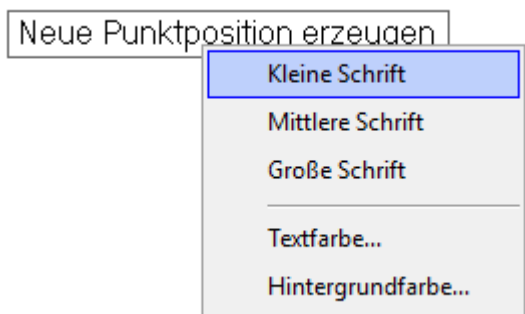 Neue Punktposition erzeugen
Kleine Schrift
Mittlere Schrift
Große Schrift
Textfarbe...
Hintergrundfarbe...